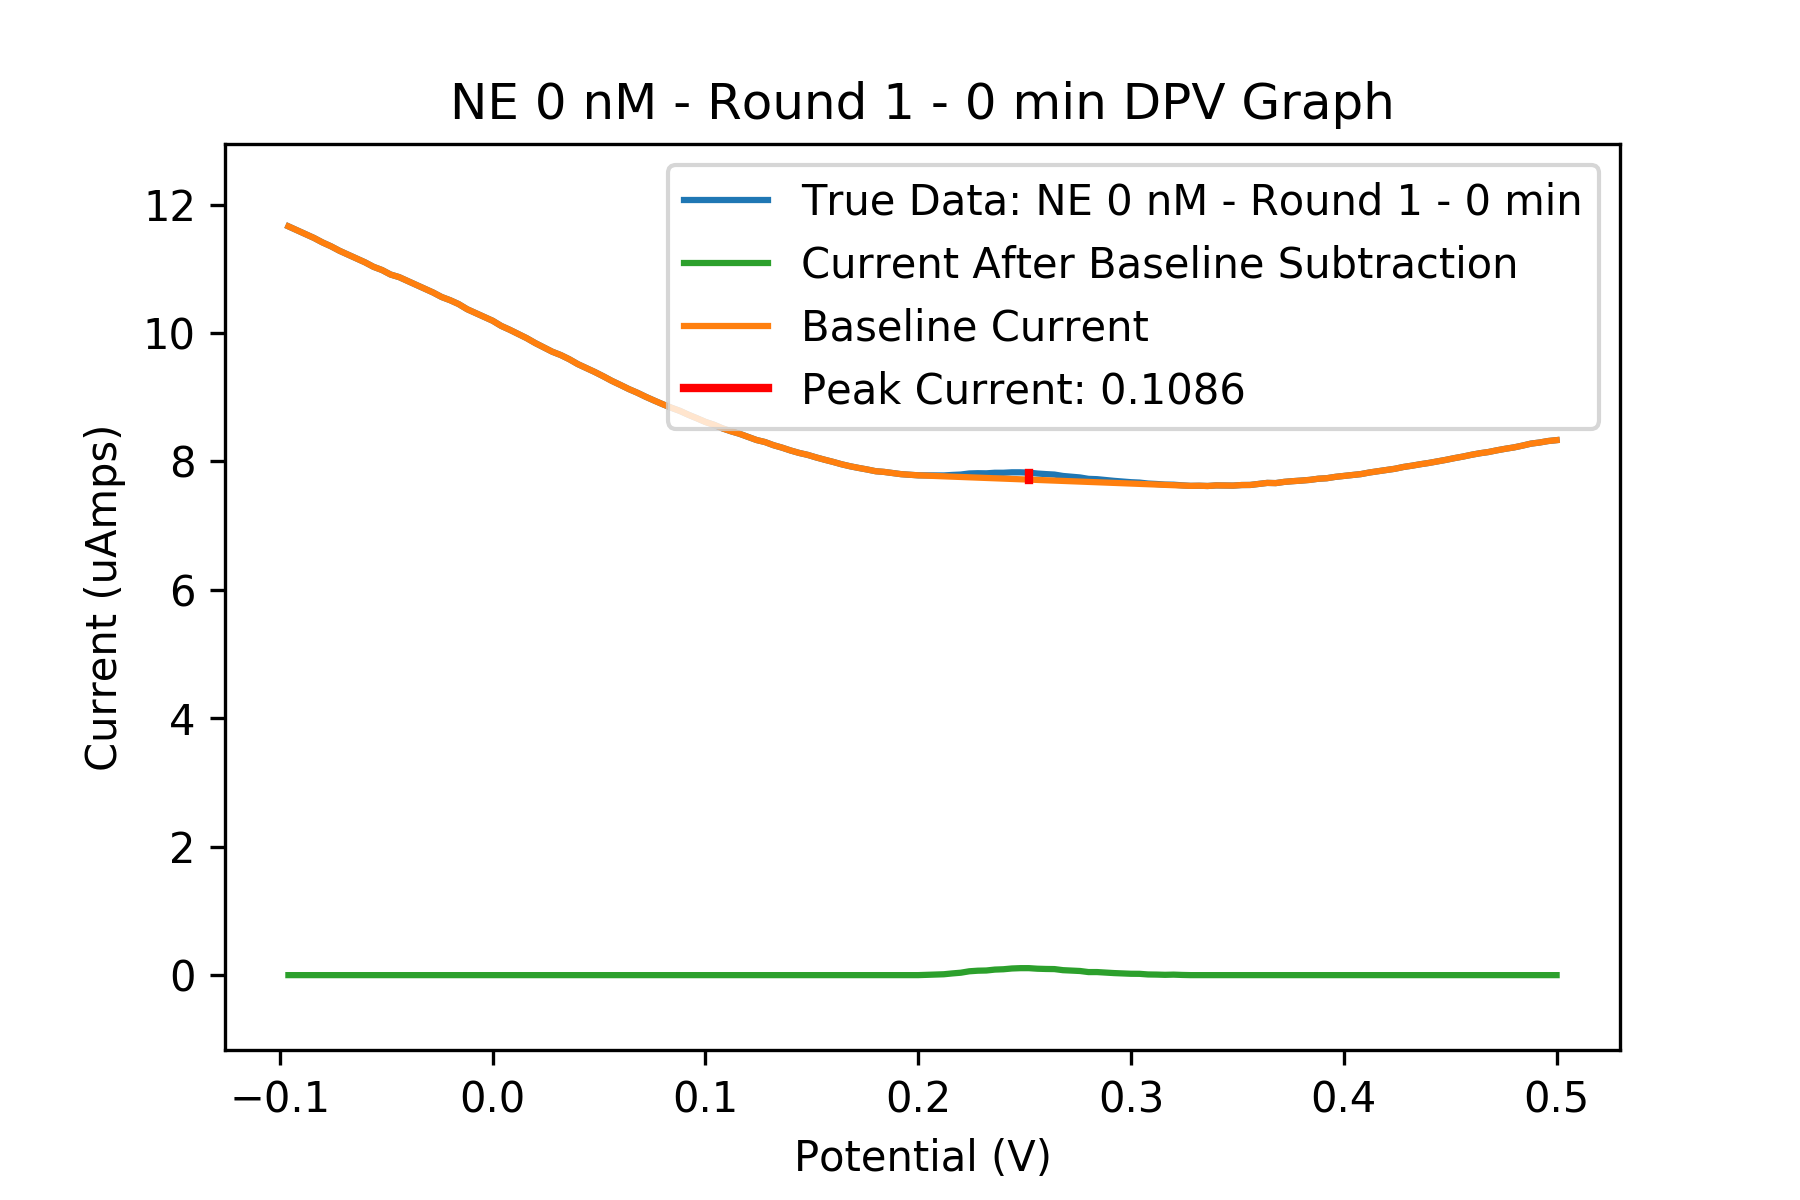 NE 0 nM - Round 1 - 0 min DPV Graph
True Data: NE 0 nM - Round 1 - 0 min
Current After Baseline Subtraction
Baseline Current
Peak Current: 0.1086
12
10
8
6
4
2
0
Current (uAmps)
−0.1 0.0 0.1 0.2 0.3 0.4 0.5
Potential (V)